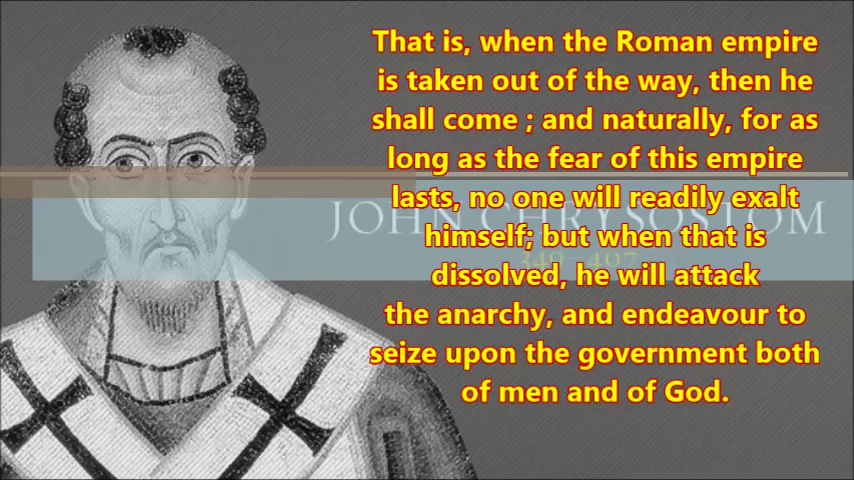 That is, when the Roman empire
is taken out of the way, then he
shall come ; and naturally, for as
long as the fear of this empire
lasts, no one will readily exalt
JOHN CHRYSOSTOM
himself; but when that is
349-407
dissolved, he will attack
the anarchy, and endeavour to
seize upon the government both
of men and of God.